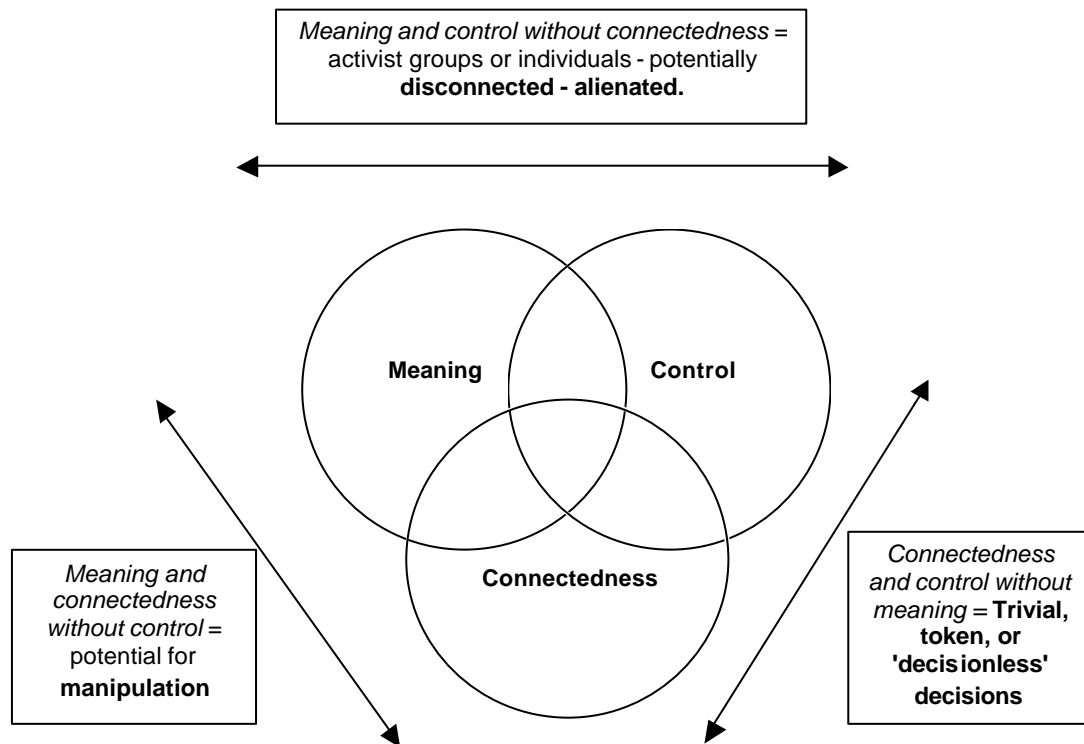 Meaning and control without connectedness =
activist groups or individuals - potentially
disconnected - alienated.
Meaning
Control
Connectedness
Meaning and
connectedness
without control =
potential for
manipulation
Connectedness
and control without
meaning = Trivial,
token, or
'decisionless'
decisions